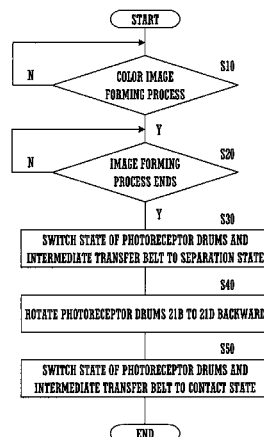 START
S10
COLOR IMAGE
FORMING PROCESS
N
Y
S20
IMAGE FORMING
PROCESS ENDS
N
Y
S30
SWITCH STATE OF PHOTORECEPTOR DRUMS AND
INTERMEDIATE TRANSFER BELT TO SEPARATION STATE
S40
ROTATE PHOTORECEPTOR DRUMS 21B TO 21D BACKWARD
S50
SWITCH STATE OF PHOTORECEPTOR DRUMS AND
INTERMEDIATE TRANSFER BELT TO CONTACT STATE
END